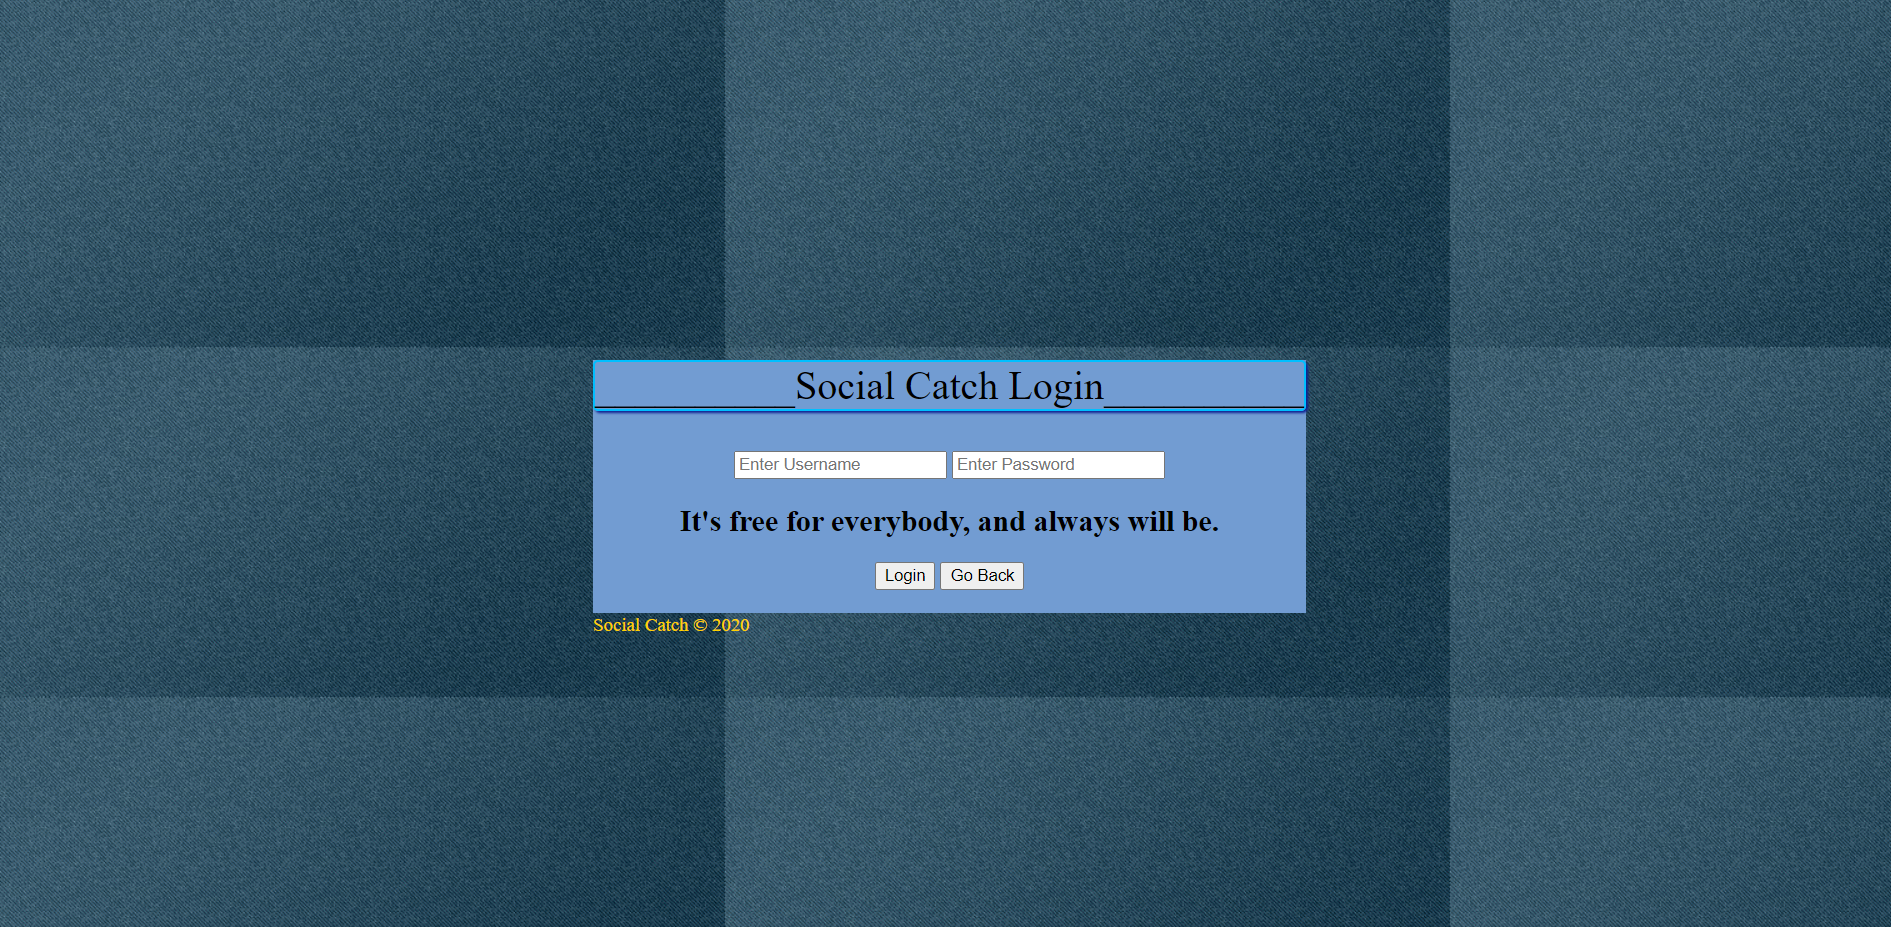 __________Social Catch Login__________
Enter Username Enter Password
It's free for everybody, and always will be.
Login Go Back
Social Catch © 2020